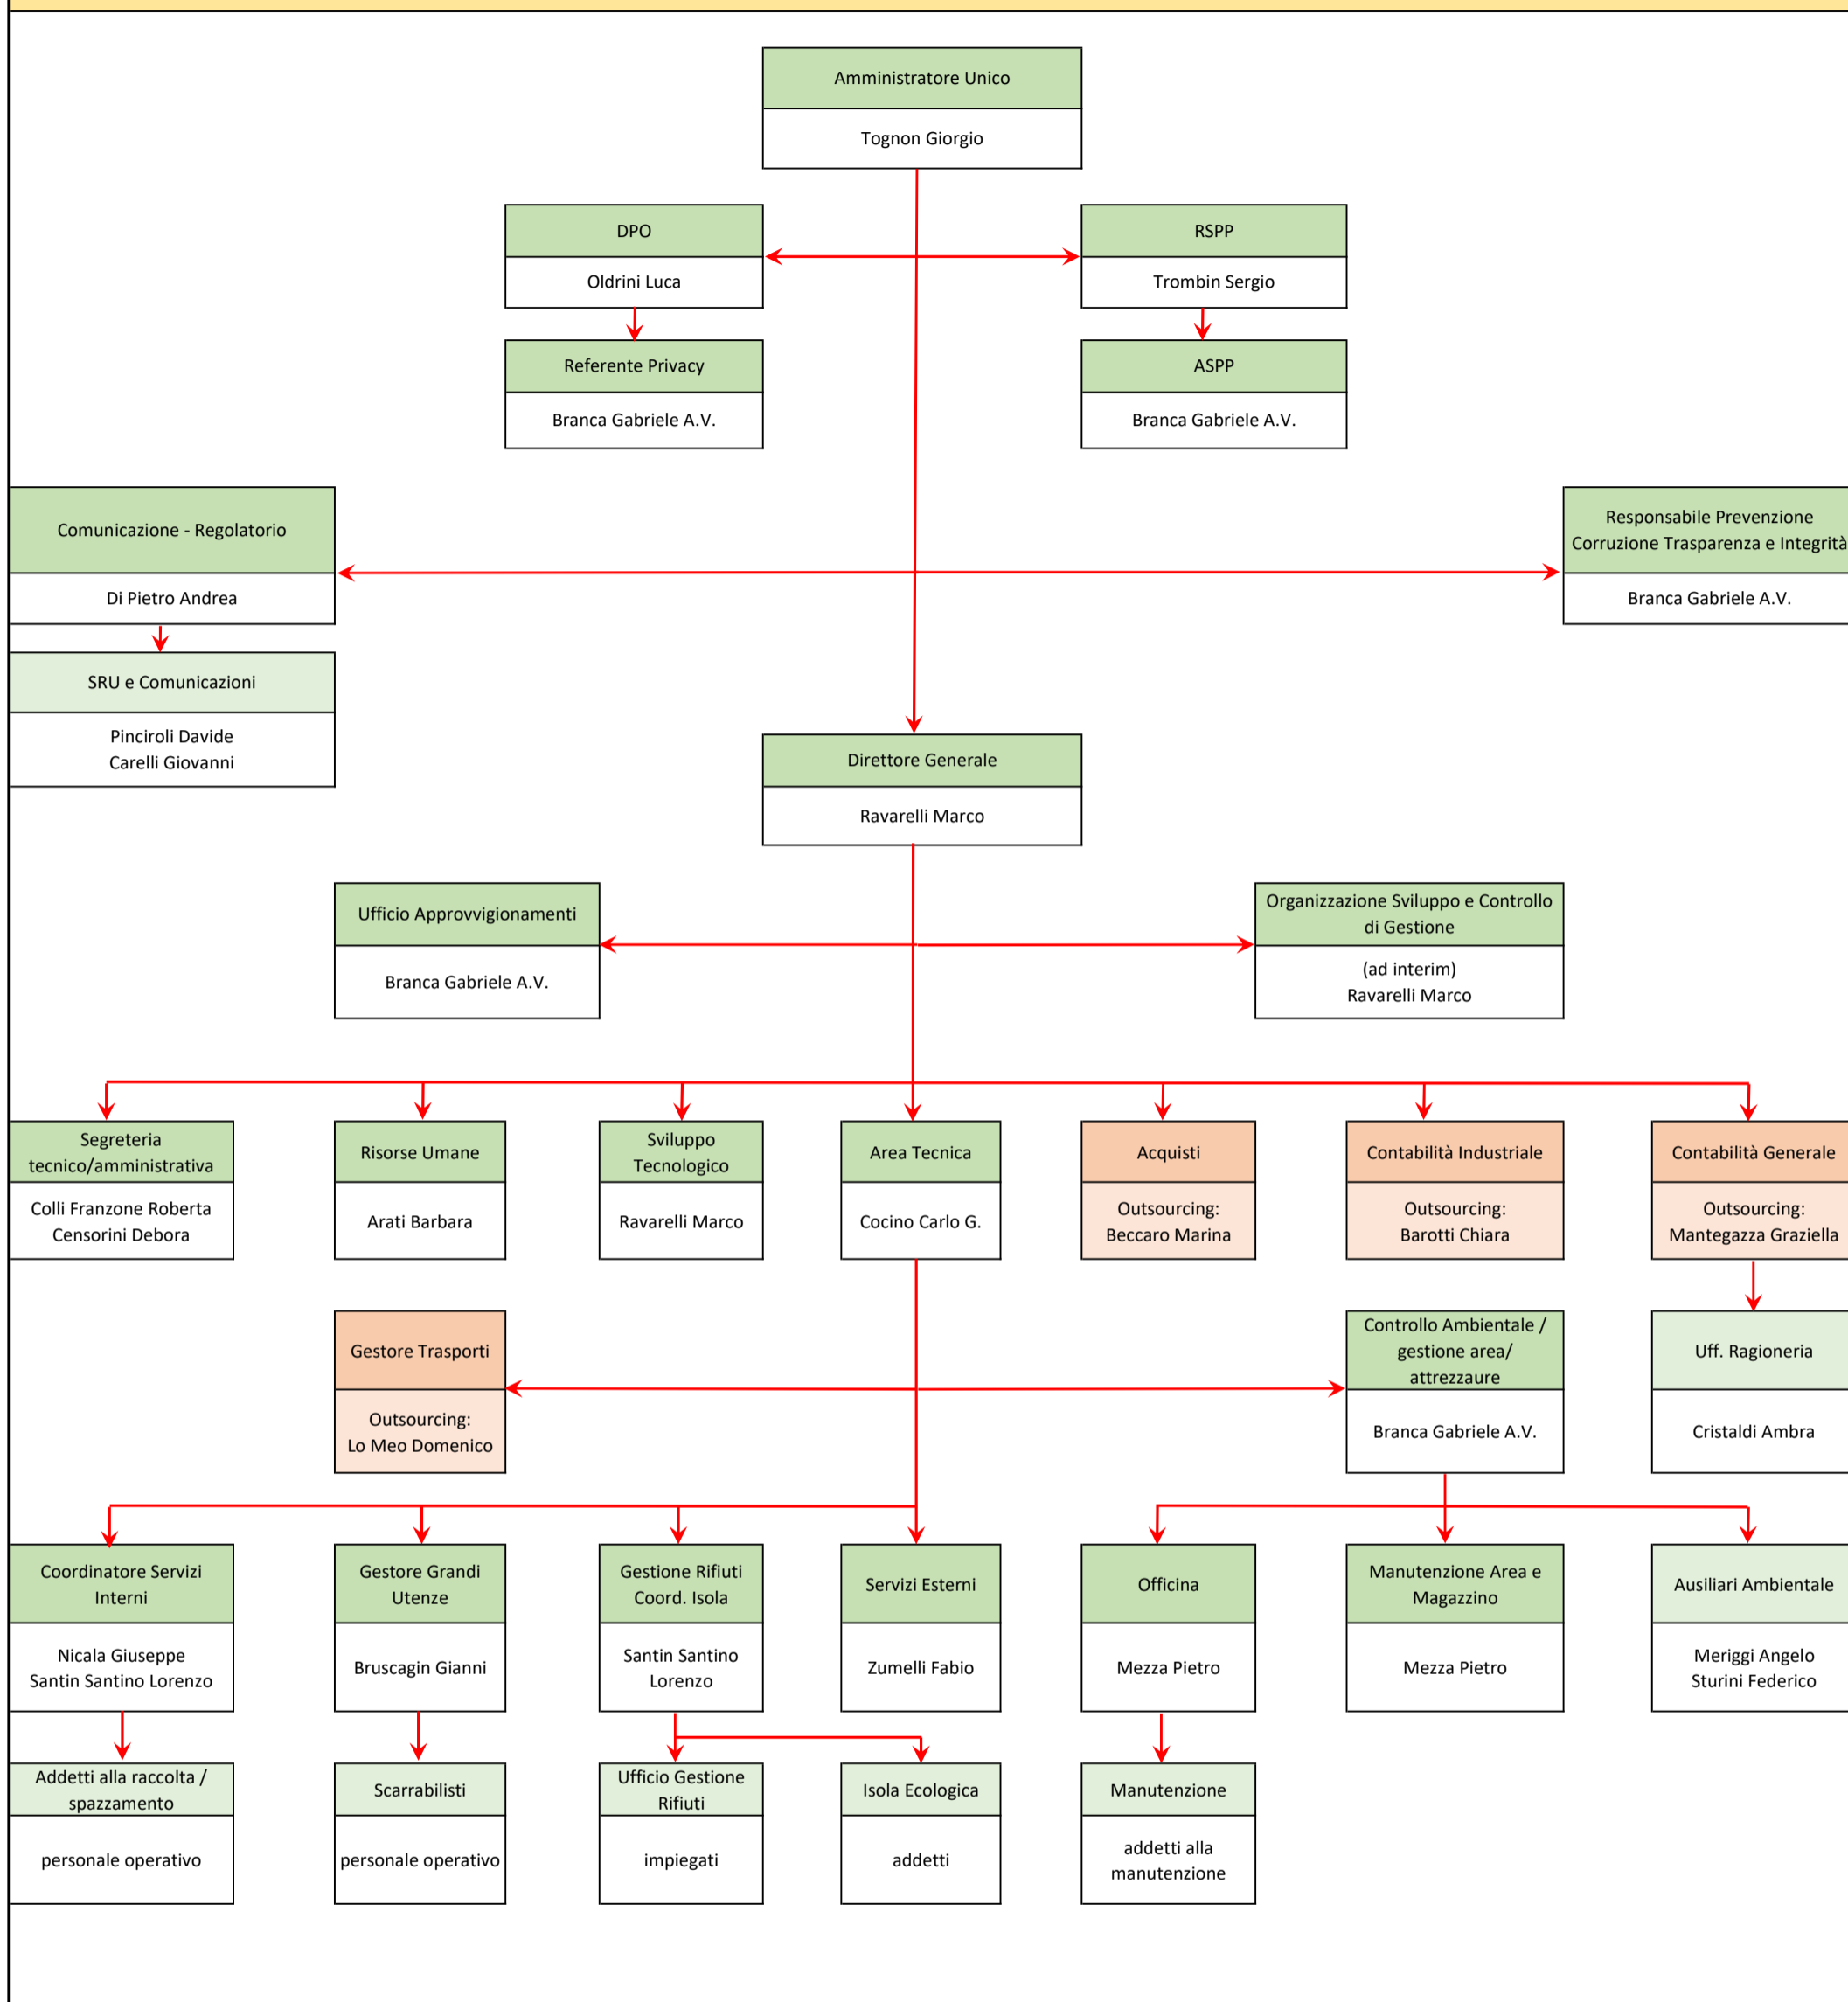 Amministratore Unico
Tognon Giorgio
DPO
Oldrini Luca
RSPP
Trombin Sergio
Referente Privacy
Branca Gabriele A.V.
ASPP
Branca Gabriele A.V.
Comunicazione - Regolatorio
Di Pietro Andrea
Responsabile Prevenzione
Corruzione Trasparenza e Integrità
Branca Gabriele A.V.
SRU e Comunicazioni
Pinciroli Davide
Carelli Giovanni
Direttore Generale
Ravarelli Marco
Ufficio Approvvigionamenti
Branca Gabriele A.V.
Organizzazione Sviluppo e Controllo
di Gestione
(ad interim)
Ravarelli Marco
Segreteria
tecnico/amministrativa
Colli Franzone Roberta
Censorini Debora
Risorse Umane
Arati Barbara
Sviluppo
Tecnologico
Ravarelli Marco
Area Tecnica
Cocino Carlo G.
Acquisti
Outsourcing:
Beccaro Marina
Contabilità Industriale
Outsourcing:
Barotti Chiara
Contabilità Generale
Outsourcing:
Mantegazza Graziella
Gestore Trasporti
Outsourcing:
Lo Meo Domenico
Controllo Ambientale /
gestione area/
attrezzaure
Branca Gabriele A.V.
Uff. Ragioneria
Cristaldi Ambra
Coordinatore Servizi
Interni
Nicala Giuseppe
Santin Santino Lorenzo
Gestore Grandi
Utenze
Bruscagin Gianni
Gestione Rifiuti
Coord. Isola
Santin Santino
Lorenzo
Servizi Esterni
Zumelli Fabio
Officina
Mezza Pietro
Manutenzione Area e
Magazzino
Mezza Pietro
Ausiliari Ambientale
Meriggi Angelo
Sturini Federico
Addetti alla raccolta /
spazzamento
personale operativo
Scarrabilisti
personale operativo
Ufficio Gestione
Rifiuti
impiegati
Isola Ecologica
addetti
Manutenzione
addetti alla
manutenzione